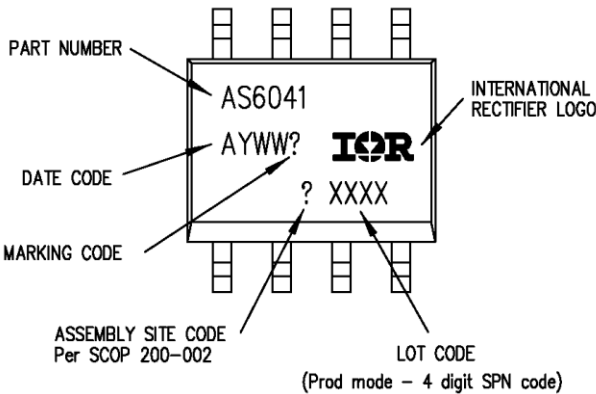 PART NUMBER
AS6041
INTERNATIONAL
RECTIFIER LOGO
AYWW? IOR
DATE CODE
? XXXX
MARKING CODE
ASSEMBLY SITE CODE
Per SCOP 200-002
LOT CODE
(Prod mode – 4 digit SPN code)